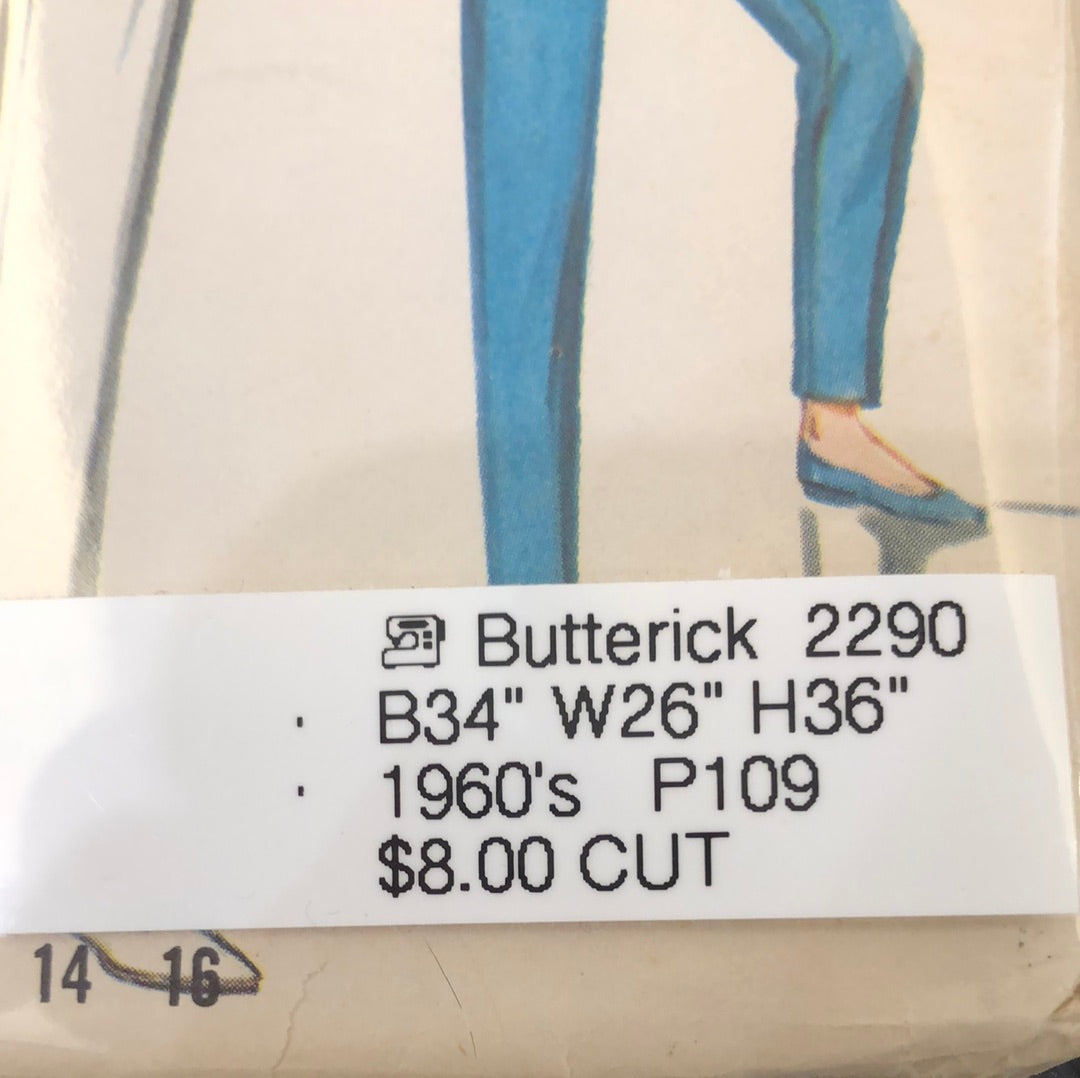 Butterick 2290
B34" W26" H36"
1960's P109
$8.00 CUT
14 16